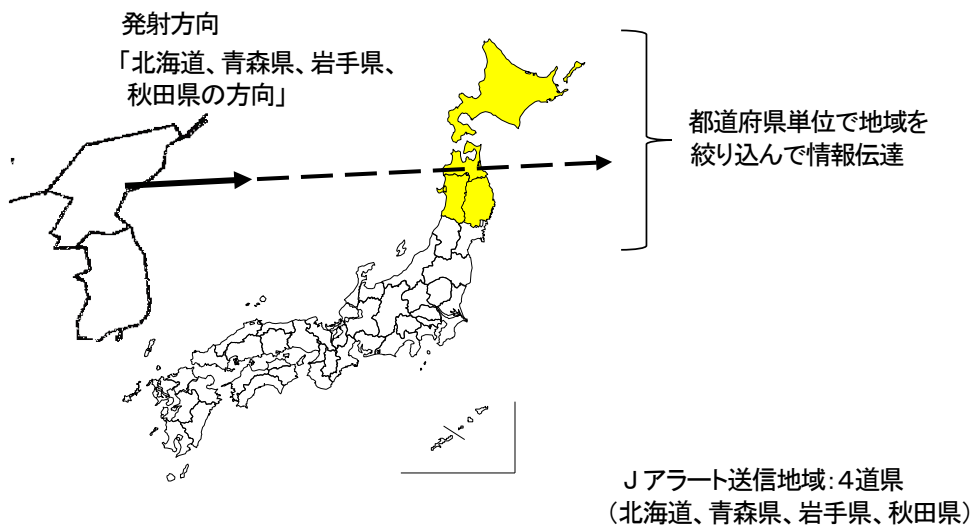 発射方向
「北海道、青森県、岩手県、
秋田県の方向」
都道府県単位で地域を
絞り込んで情報伝達
Jアラート送信地域:4道県
(北海道、青森県、岩手県、秋田県)